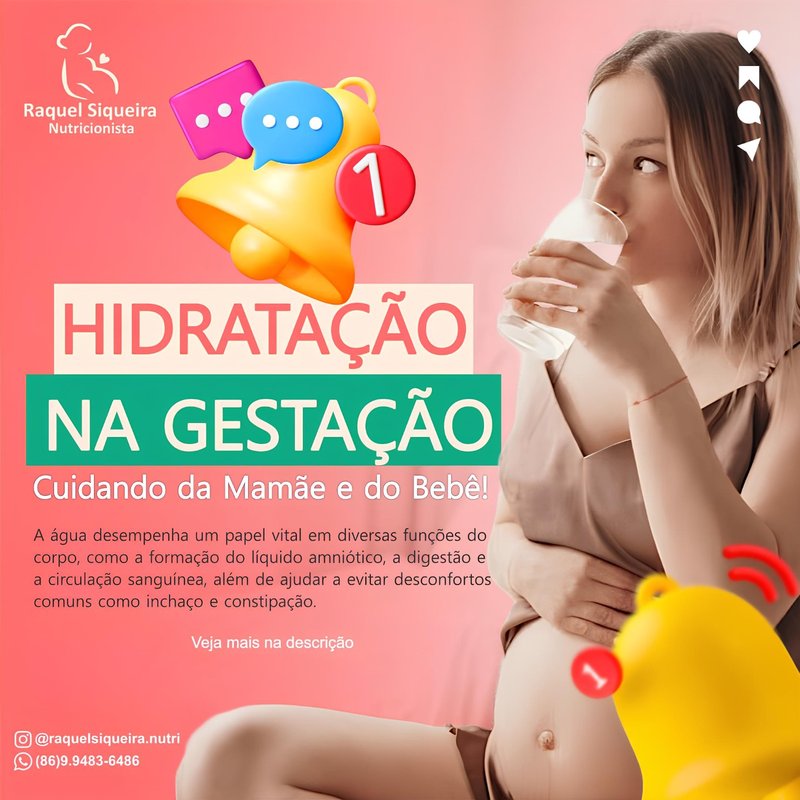 Raquel Siqueira
Nutricionista
1
HIDRATAÇÃO
NA GESTAÇÃO
Cuidando da Mamãe e do Bebê!
A água desempenha um papel vital em diversas funções do
corpo, como a formação do líquido amniótico, a digestão e
a circulação sanguínea, além de ajudar a evitar desconfortos
comuns como inchaço e constipação.
Veja mais na descrição
1
@raquelsiqueira.nutri
(86)9.9483-6486